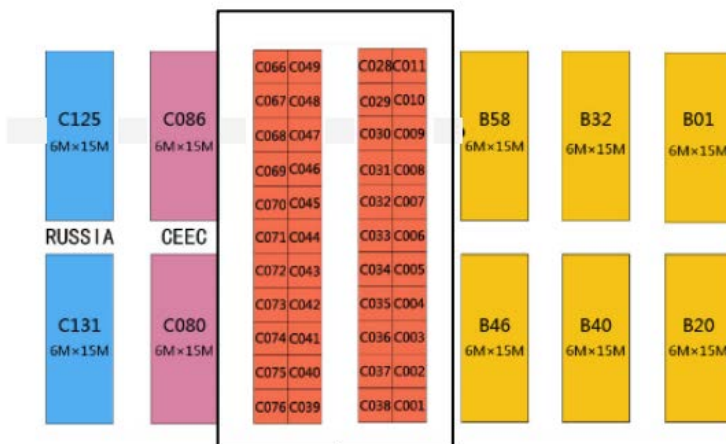 C066 C049 C028 C011
C125 C086 C067 C048 C029 C010 B58 B32 B01
6M×15M 6M×15M C068 C047 C030 C009 6M×15M 6M×15M 6M×15M
C069 C046 C031 C008
C070 C045 C032 C007
RUSSIA CEEC C071 C044 C033 C006
C072 C043 C034 C005
C073 C042 C035 C004
C131 C080 C074 C041 C036 C003 B46 B40 B20
6M×15M 6M×15M C075 C040 C037 C002 6M×15M 6M×15M 6M×15M
C076 C039 C038 C001